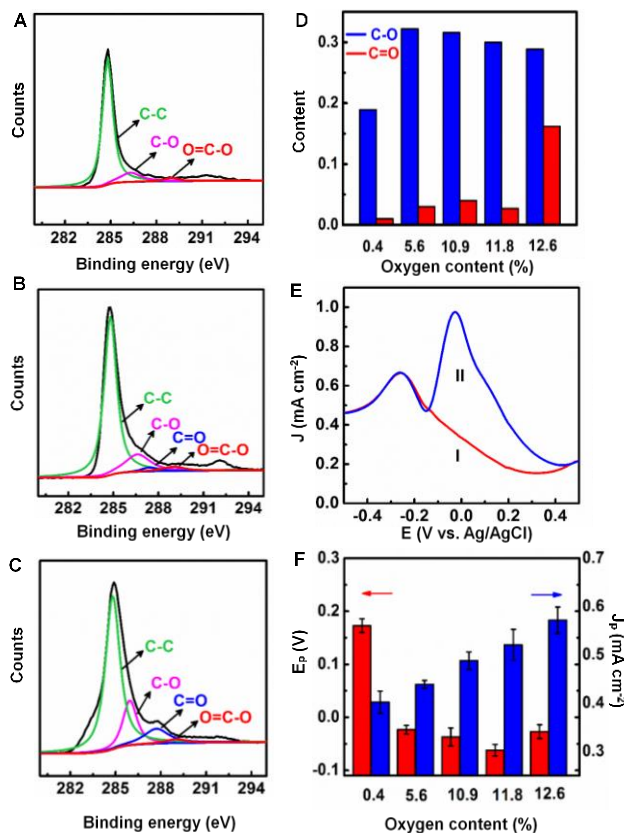 A
Counts
C-C
C-O
O=C-O
282 285 288 291 294
Binding energy (eV)
B
Counts
C-C
C-O
C=O
O=C-O
282 285 288 291 294
Binding energy (eV)
C
Counts
C-C
C-O
C=O
O=C-O
282 285 288 291 294
Binding energy (eV)
D
Content
C-O
C=O
0.3
0.2
0.1
0.0
0.4 5.6 10.9 11.8 12.6
Oxygen content (%)
E
J (mA cm⁻²)
1.0
0.8
0.6
0.4
0.2
0.0
II
I
-0.4 -0.2 0.0 0.2 0.4
E (V vs. Ag/AgCl)
F
E_P (V)
0.3
0.2
0.1
0.0
-0.1
0.7
0.6
0.5
0.4
0.3
J_P (mA cm⁻²)
0.4 5.6 10.9 11.8 12.6
Oxygen content (%)